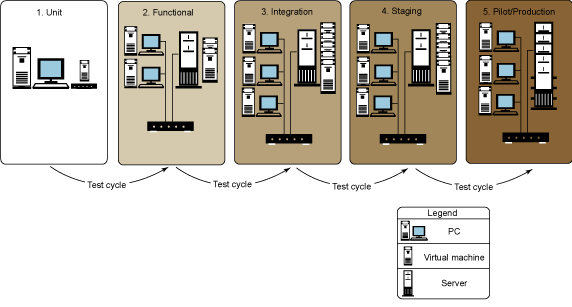 1. Unit
2. Functional
3. Integration
4. Staging
5. Pilot/Production
Test cycle
Test cycle
Test cycle
Test cycle
Legend
PC
Virtual machine
Server